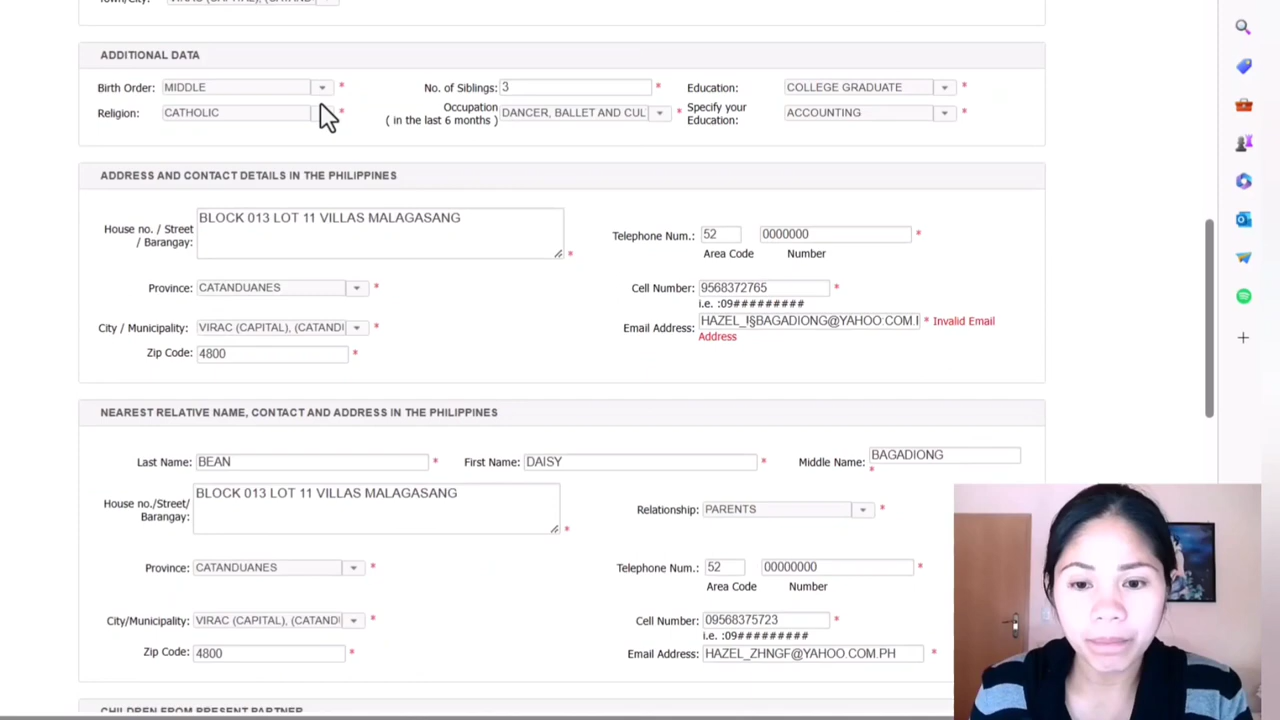 ADDITIONAL DATA
Birth Order: MIDDLE * No. of Siblings: 3 * Education: COLLEGE GRADUATE *
Religion: CATHOLIC * Occupation ( in the last 6 months ) DANCER, BALLET AND CUL * Specify your Education: ACCOUNTING *
ADDRESS AND CONTACT DETAILS IN THE PHILIPPINES
House no. / Street / Barangay: BLOCK 013 LOT 11 VILLAS MALAGASANG *
Telephone Num.: 52 0000000 *
Area Code Number
Province: CATANDUANES *
Cell Number: 9568372765 *
i.e. :09#########
City / Municipality: VIRAC (CAPITAL), (CATANDI *
Email Address: HAZEL_I§BAGADIONG@YAHOO.COM.I * Invalid Email
Address
Zip Code: 4800 *
NEAREST RELATIVE NAME, CONTACT AND ADDRESS IN THE PHILIPPINES
Last Name: BEAN * First Name: DAISY * Middle Name: BAGADIONG *
House no./Street/ Barangay: BLOCK 013 LOT 11 VILLAS MALAGASANG *
Relationship: PARENTS *
Province: CATANDUANES *
Telephone Num.: 52 00000000 *
Area Code Number
City/Municipality: VIRAC (CAPITAL), (CATANDI *
Cell Number: 09568375723 *
i.e. :09#########
Zip Code: 4800 *
Email Address: HAZEL_ZHNGF@YAHOO.COM.PH *
CHILDREN FROM PRESENT PARTNER